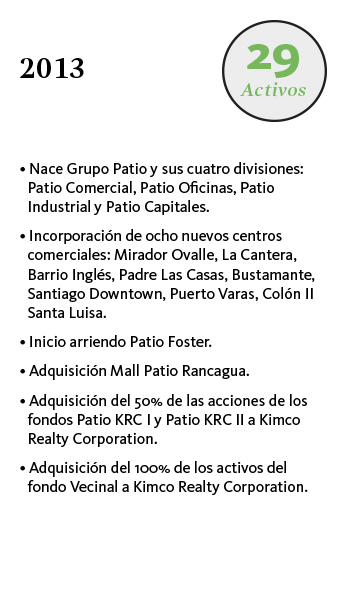 2013
29
Activos
• Nace Grupo Patio y sus cuatro divisiones:
Patio Comercial, Patio Oficinas, Patio
Industrial y Patio Capitales.
• Incorporación de ocho nuevos centros
comerciales: Mirador Ovalle, La Cantera,
Barrio Inglés, Padre Las Casas, Bustamante,
Santiago Downtown, Puerto Varas, Colón II
Santa Luisa.
• Inicio arriendo Patio Foster.
• Adquisición Mall Patio Rancagua.
• Adquisición del 50% de las acciones de los
fondos Patio KRC I y Patio KRC II a Kimco
Realty Corporation.
• Adquisición del 100% de los activos del
fondo Vecinal a Kimco Realty Corporation.